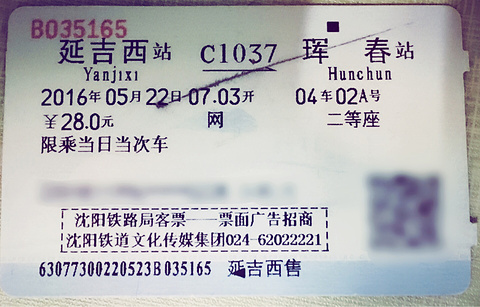 B035165
延吉西站 C1037 珲春站
Yanjixi Hunchun
2016年05月22日07.03开 04车02A号
￥28.0元 网 二等座
限乘当日当次车
沈阳铁路局客票——票面广告招商
沈阳铁道文化传媒集团024-62022221
63077300220523B035165 延吉西售